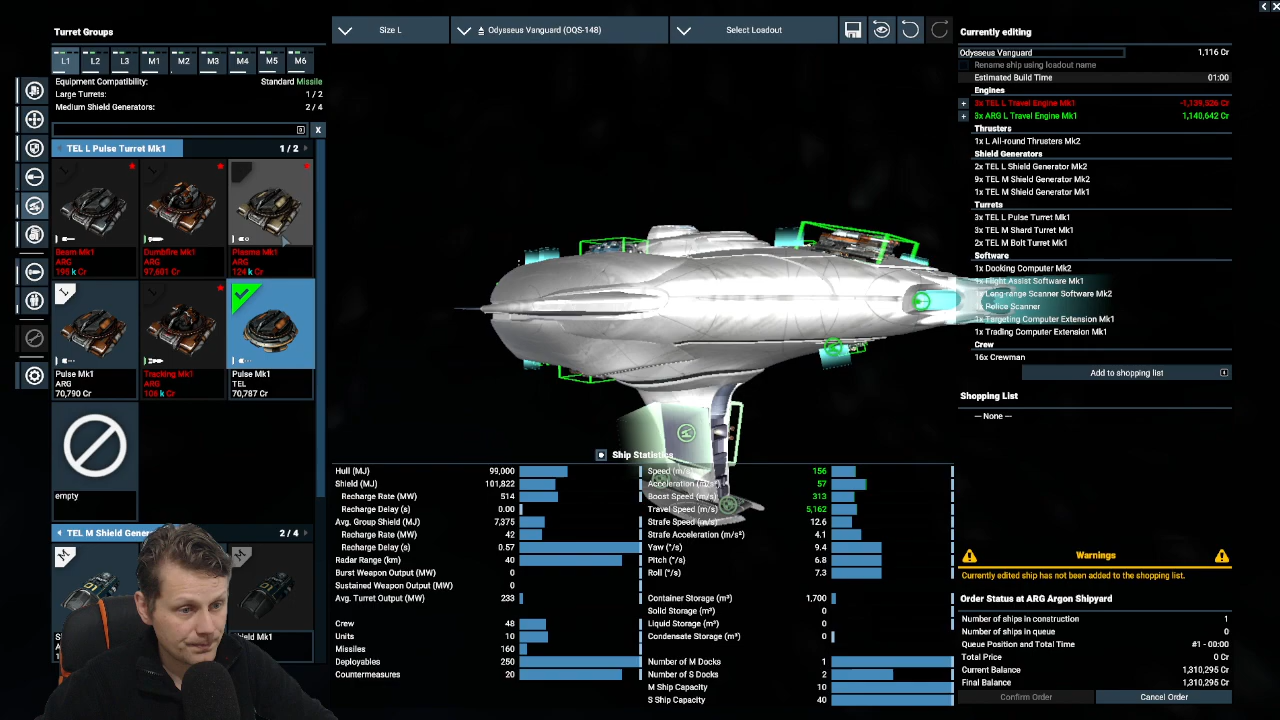 Turret Groups
L1 L2 L3 M1 M2 M3 M4 M5 M6
Equipment Compatibility: Standard Missile
Large Turrets: 1 / 2
Medium Shield Generators: 2 / 4
X
TEL L Pulse Turret Mk1 1 / 2
Beam Mk1
ARG
195 k Cr
Dumbfire Mk1
ARG
97,601 Cr
Plasma Mk1
ARG
124 k Cr
Pulse Mk1
ARG
70,790 Cr
Tracking Mk1
ARG
108 k Cr
Pulse Mk1
TEL
70,787 Cr
empty
TEL M Shield Gener 2 / 4
Size L
Odysseus Vanguard (OQS-148)
Select Loadout
Ship Statistics
Hull (MJ) 99,000
Shield (MJ) 101,822
Recharge Rate (MW) 514
Recharge Delay (s) 0.00
Avg. Group Shield (MJ) 7,375
Recharge Rate (MW) 42
Recharge Delay (s) 0.57
Radar Range (km) 40
Burst Weapon Output (MW) 0
Sustained Weapon Output (MW) 0
Avg. Turret Output (MW) 233
Crew 48
Units 10
Missiles 160
Deployables 250
Countermeasures 20
Speed (m/s) 156
Acceleration (m/s²) 57
Boost Speed (m/s) 313
Travel Speed (m/s) 5,162
Strafe Speed (m/s) 12.6
Strafe Acceleration (m/s²) 4.1
Yaw (°/s) 9.4
Pitch (°/s) 6.8
Roll (°/s) 7.3
Container Storage (m³) 1,700
Solid Storage (m³) 0
Liquid Storage (m³) 0
Condensate Storage (m³) 0
Number of M Docks 1
Number of S Docks 2
M Ship Capacity 10
S Ship Capacity 40
Currently editing
Odysseus Vanguard 1,116 Cr
Rename ship using loadout name
Estimated Build Time 01:00
Engines
+ 3x TEL L Travel Engine Mk1 -1,139,526 Cr
+ 3x ARG L Travel Engine Mk1 1,140,642 Cr
Thrusters
1x L All-round Thrusters Mk2
Shield Generators
2x TEL L Shield Generator Mk2
9x TEL M Shield Generator Mk2
1x TEL M Shield Generator Mk1
Turrets
3x TEL L Pulse Turret Mk1
3x TEL M Shard Turret Mk1
2x TEL M Bolt Turret Mk1
Software
1x Docking Computer Mk2
1x Flight Assist Software Mk1
1x Long-range Scanner Software Mk2
1x Police Scanner
1x Targeting Computer Extension Mk1
1x Trading Computer Extension Mk1
Crew
16x Crewman
Add to shopping list
Shopping List
— None —
Warnings
Currently edited ship has not been added to the shopping list.
Order Status at ARG Argon Shipyard
Number of ships in construction 1
Number of ships in queue 0
Queue Position and Total Time #1 - 00:00
Total Price 0 Cr
Current Balance 1,310,295 Cr
Final Balance 1,310,295 Cr
Confirm Order
Cancel Order